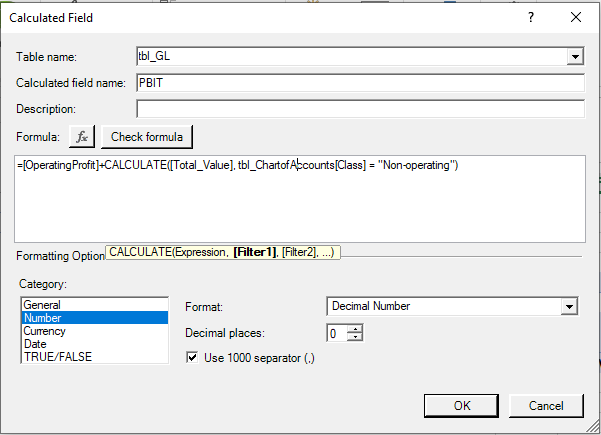 Calculated Field
? ×
Table name: tbl_GL
Calculated field name: PBIT
Description:
Formula: fx Check formula
=[OperatingProfit]+CALCULATE([Total_Value], tbl_ChartofAccounts[Class] = "Non-operating")
CALCULATE(Expression, [Filter1], [Filter2], ...)
Formatting Option
Category:
General
Number
Currency
Date
TRUE/FALSE
Format: Decimal Number
Decimal places: 0
Use 1000 separator (,)
OK Cancel